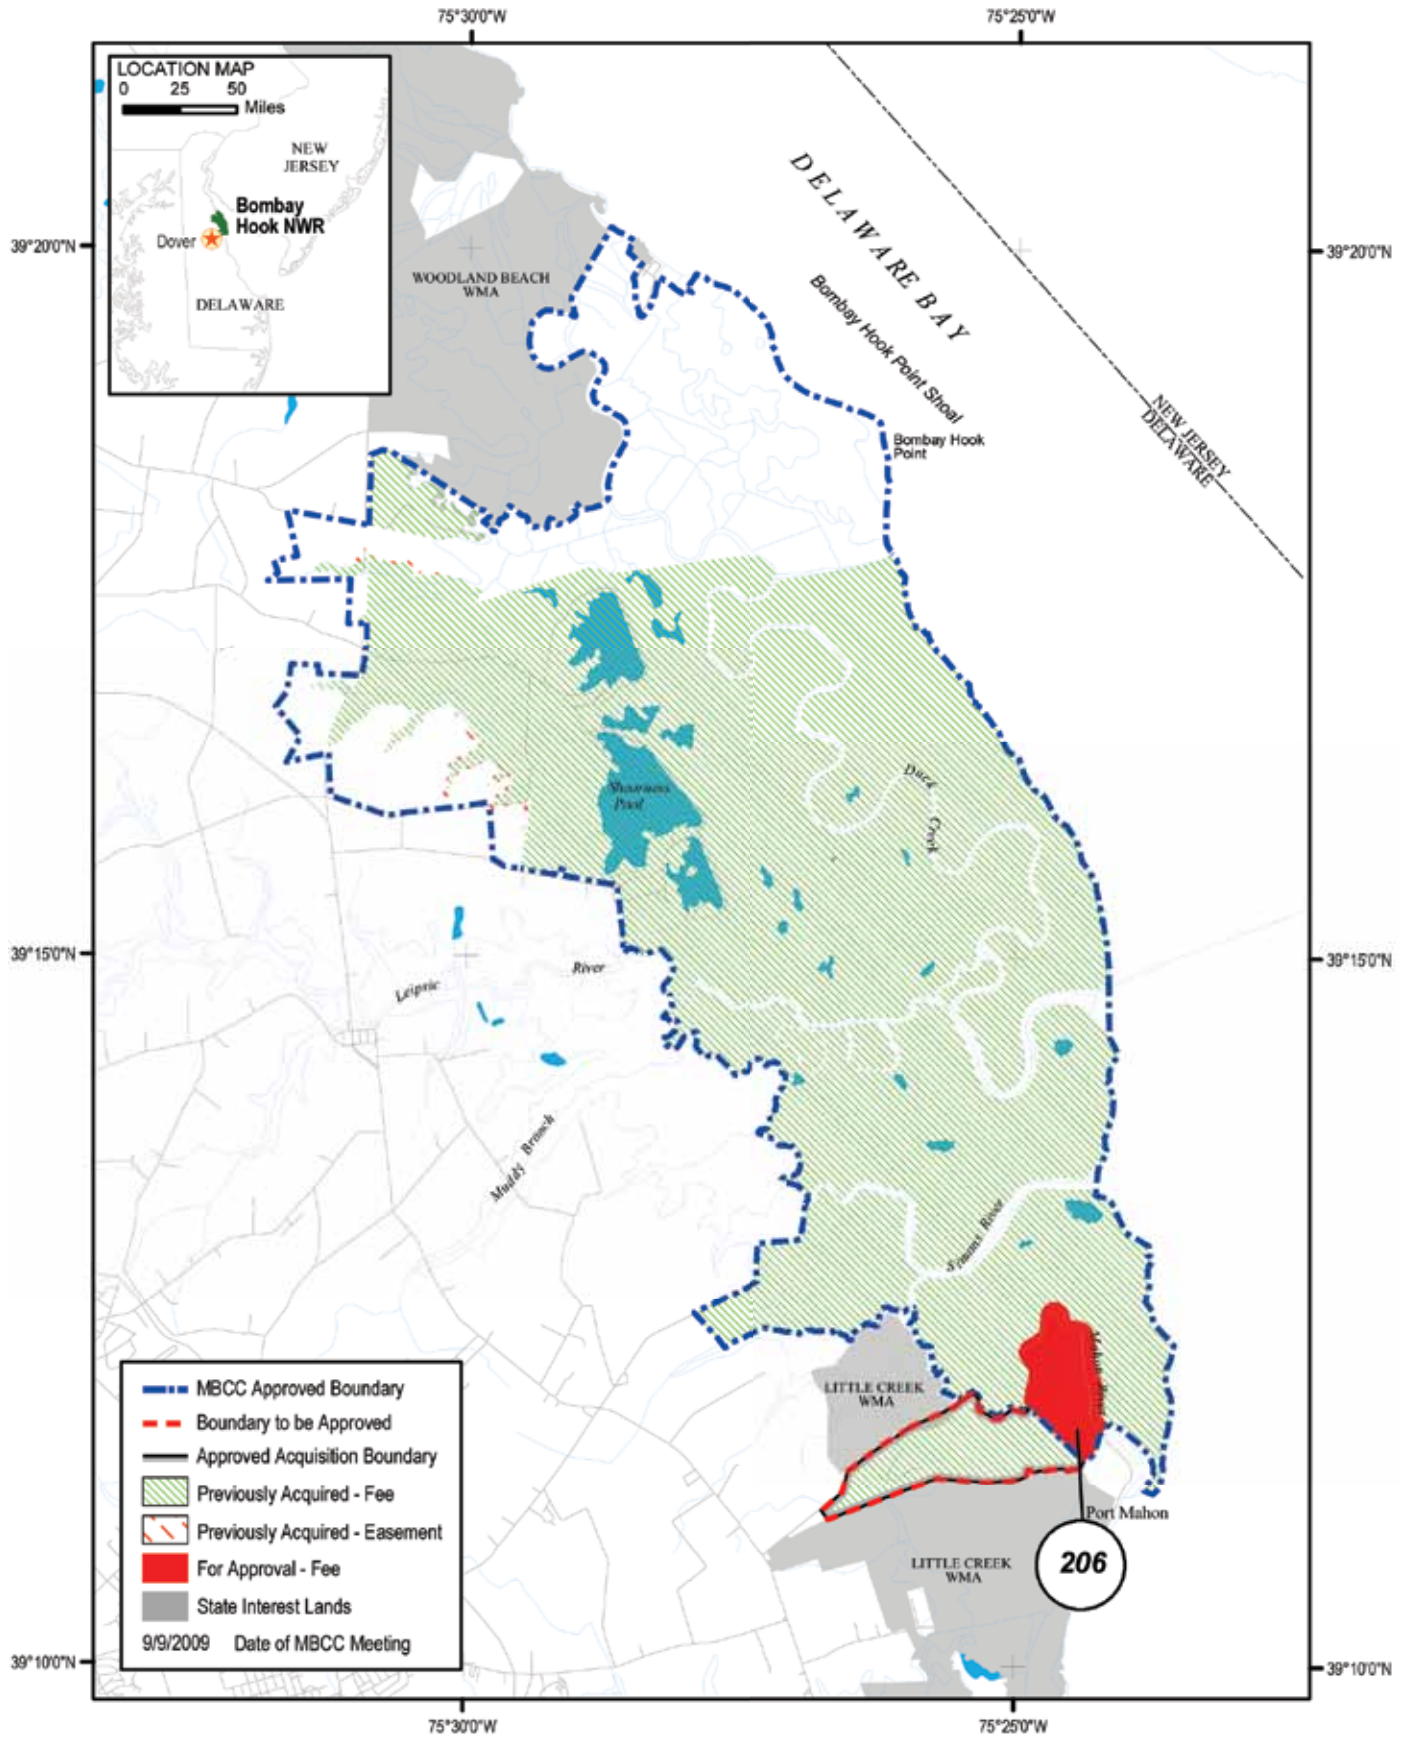 75°30'0"W
75°25'0"W
LOCATION MAP
0 25 50
Miles
NEW
JERSEY
Bombay
Hook NWR
Dover
DELAWARE
39°20'0"N
39°20'0"N
WOODLAND BEACH
WMA
DELAWARE BAY
Bombay Hook Point Shoal
Bombay Hook
Point
NEW JERSEY
DELAWARE
Duck
Creek
Pool
39°15'0"N
39°15'0"N
River
Leipsic
Muddy Branch
Simons River
LITTLE CREEK
WMA
Port Mahon
206
LITTLE CREEK
WMA
MBCC Approved Boundary
Boundary to be Approved
Approved Acquisition Boundary
Previously Acquired - Fee
Previously Acquired - Easement
For Approval - Fee
State Interest Lands
9/9/2009 Date of MBCC Meeting
39°10'0"N
39°10'0"N
75°30'0"W
75°25'0"W